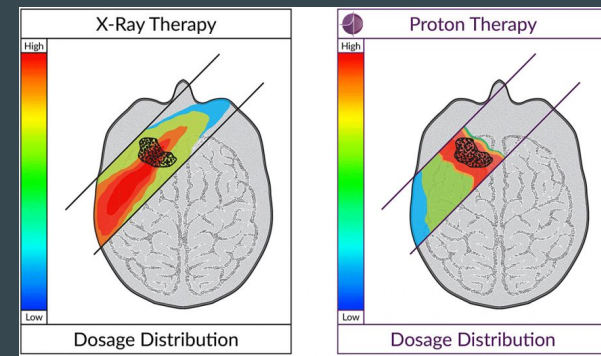 X-Ray Therapy
High
Low
Dosage Distribution
Proton Therapy
High
Low
Dosage Distribution